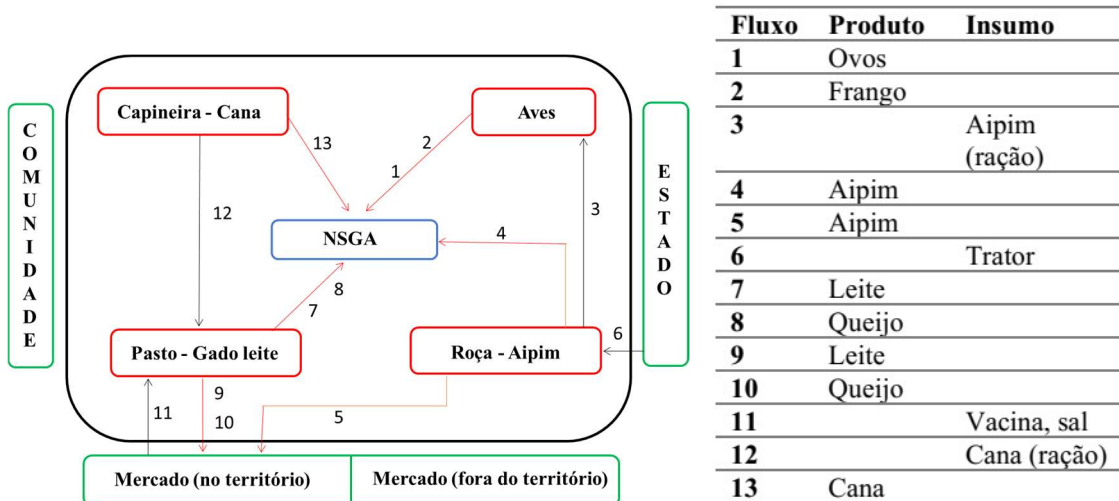 COMUNIDADE
Capineira - Cana
Aves
13
2
1
12
3
NSGA
4
8
7
ESTADO
6
Pasto - Gado leite
Roça - Aipim
9
11
10
5
Mercado (no território)
Mercado (fora do território)
Fluxo Produto Insumo
1 Ovos
2 Frango
3 Aipim
(ração)
4 Aipim
5 Aipim
6 Trator
7 Leite
8 Queijo
9 Leite
10 Queijo
11 Vacina, sal
12 Cana (ração)
13 Cana